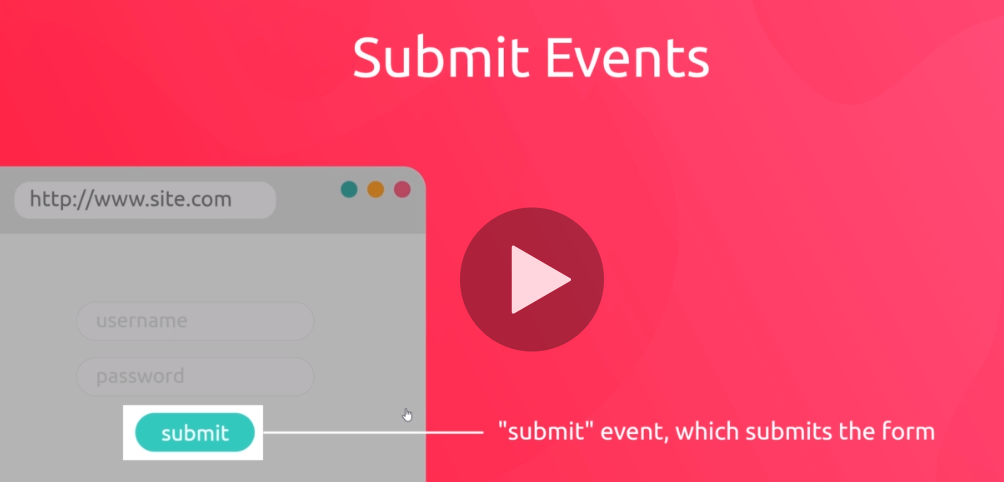 Submit Events
http://www.site.com
username
password
submit
"submit" event, which submits the form